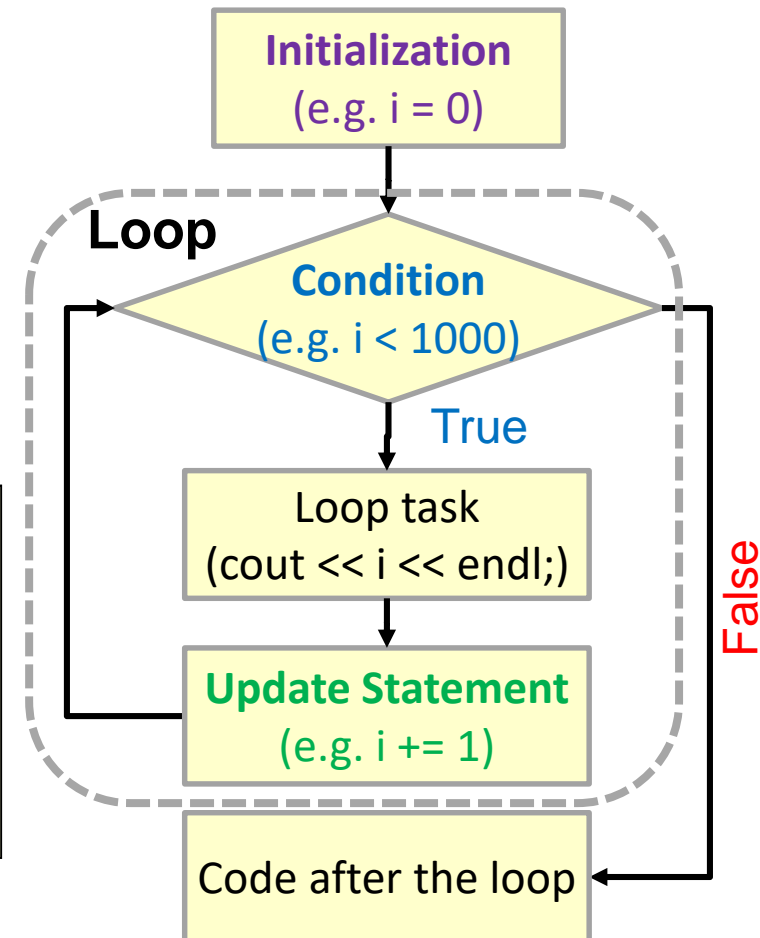 Initialization
(e.g. i = 0)
Loop
Condition
(e.g. i < 1000)
True
Loop task
(cout << i << endl;)
False
Update Statement
(e.g. i += 1)
Code after the loop